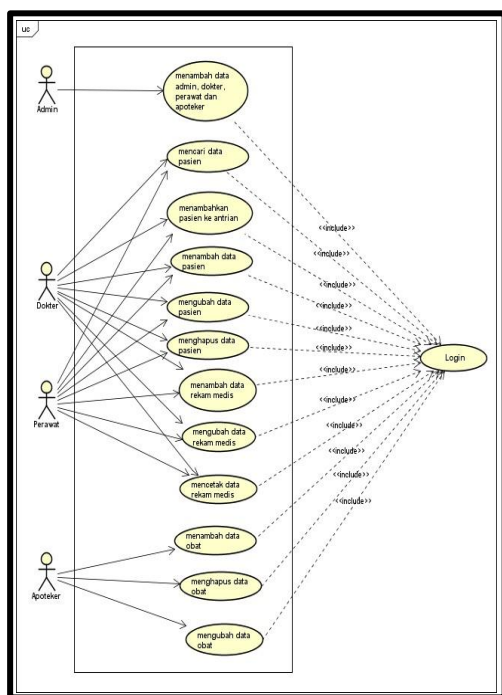 uc
Admin
menambah data
admin, dokter,
perawat dan
apoteker
mencari data
pasien
menambahkan
pasien ke antrian
menambah data
pasien
Dokter
mengubah data
pasien
menghapus data
pasien
Login
menambah data
rekam medis
Perawat
mengubah data
rekam medis
mencetak data
rekam medis
menambah data
obat
Apoteker
menghapus data
obat
mengubah data
obat
<<include>>
<<include>>
<<include>>
<<include>>
<<include>>
<<include>>
<<include>>
<<include>>
<<include>>
<<include>>
<<include>>